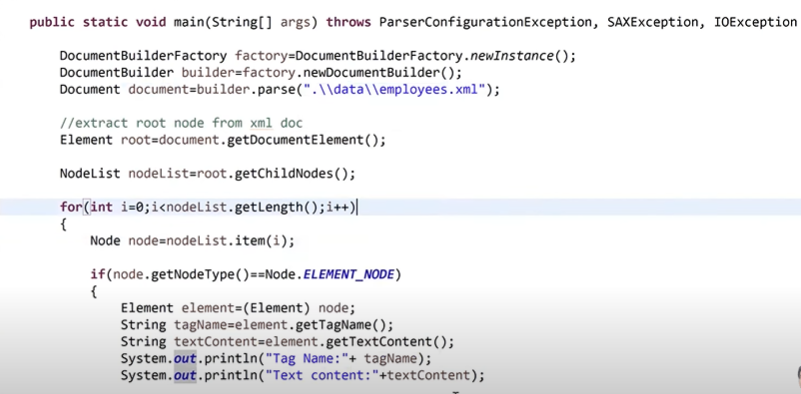 public static void main(String[] args) throws ParserConfigurationException, SAXException, IOException
DocumentBuilderFactory factory=DocumentBuilderFactory.newInstance();
DocumentBuilder builder=factory.newDocumentBuilder();
Document document=builder.parse(".\\data\\employees.xml");
//extract root node from xml doc
Element root=document.getDocumentElement();
NodeList nodeList=root.getChildNodes();
for(int i=0;i<nodeList.getLength();i++)
{
Node node=nodeList.item(i);
if(node.getNodeType()==Node.ELEMENT_NODE)
{
Element element=(Element) node;
String tagName=element.getTagName();
String textContent=element.getTextContent();
System.out.println("Tag Name:"+ tagName);
System.out.println("Text content:"+textContent);